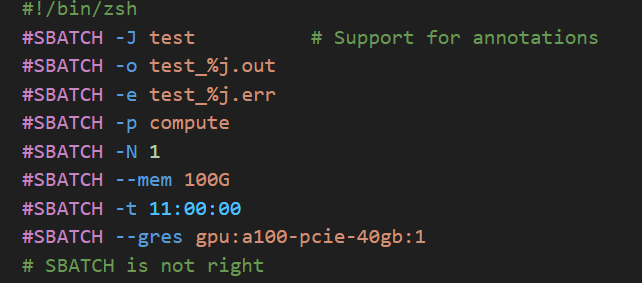 #!/bin/zsh
#SBATCH -J test # Support for annotations
#SBATCH -o test_%j.out
#SBATCH -e test_%j.err
#SBATCH -p compute
#SBATCH -N 1
#SBATCH --mem 100G
#SBATCH -t 11:00:00
#SBATCH --gres gpu:a100-pcie-40gb:1
# SBATCH is not right